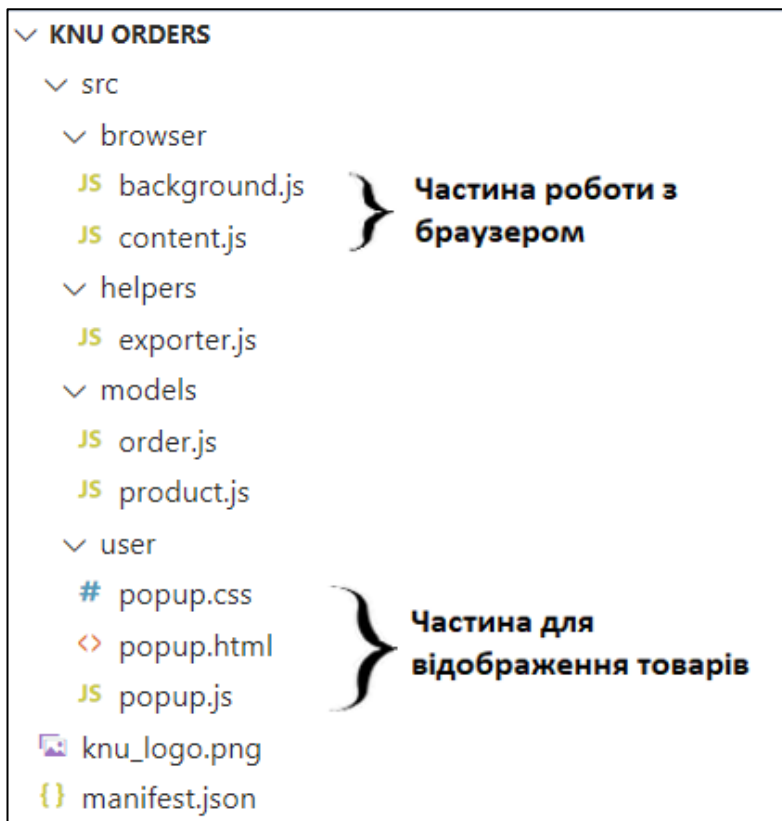 KNU ORDERS
src
browser
JS background.js
JS content.js
Частина роботи з
браузером
helpers
JS exporter.js
models
JS order.js
JS product.js
user
# popup.css
<> popup.html
JS popup.js
Частина для
відображення товарів
knu_logo.png
{} manifest.json